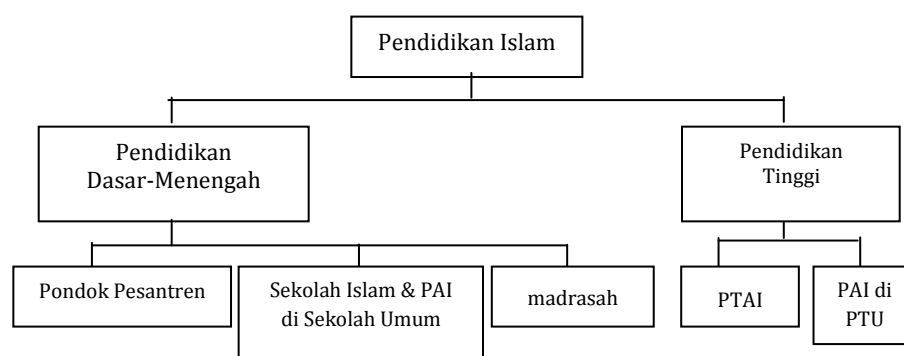 Pendidikan Islam
Pendidikan
Dasar-Menengah
Pendidikan
Tinggi
Pondok Pesantren
Sekolah Islam & PAI
di Sekolah Umum
madrasah
PTAI
PAI di
PTU